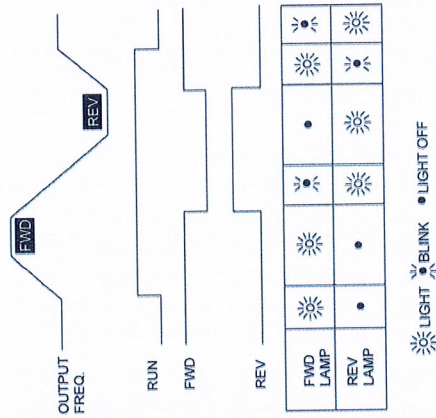 FWD
REV
OUTPUT
FREQ.
RUN
FWD
REV
FWD
LAMP
REV
LAMP
LIGHT BLINK LIGHT OFF